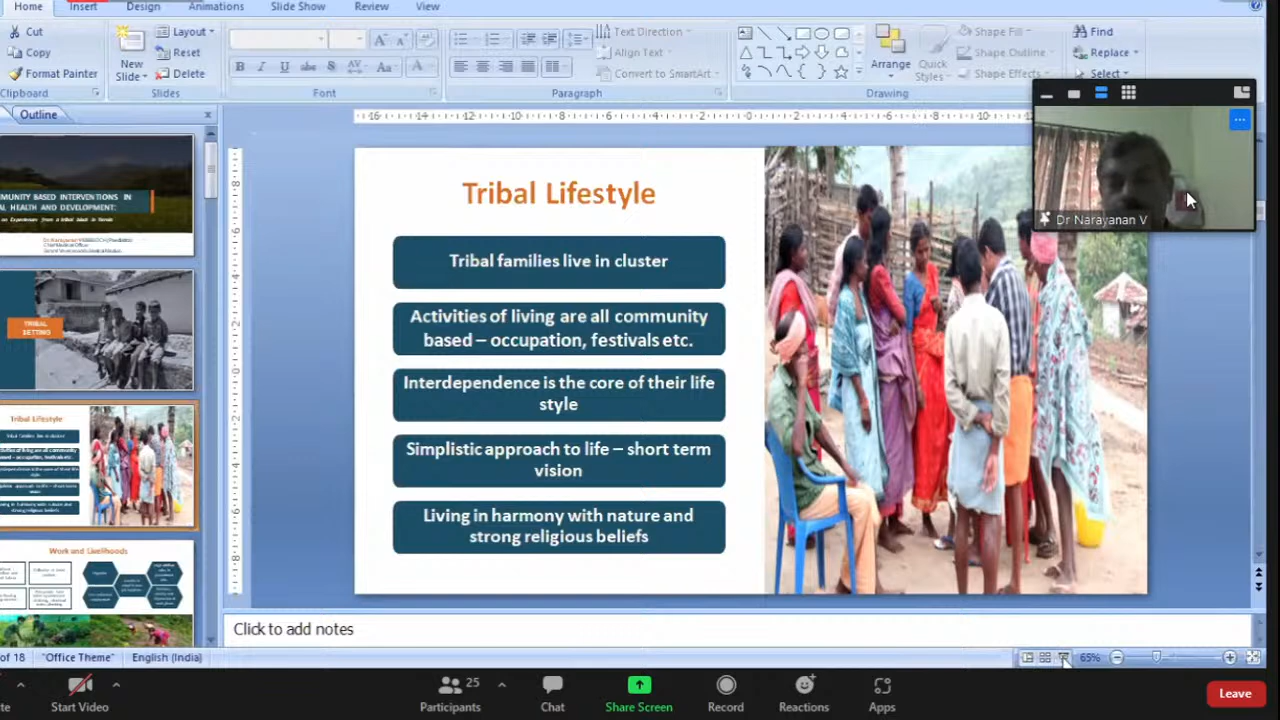 Home Insert Design Animations Slide Show Review View
Cut
Copy
Format Painter
Clipboard
New
Slide
Layout
Reset
Delete
Slides
Font
Text Direction
Align Text
Convert to SmartArt
Paragraph
Arrange
Quick
Styles
Shape Fill
Shape Outline
Shape Effects
Drawing
Find
Replace
Select
Outline
TRIBAL
SETTING
Tribal Lifestyle
Work and Livelihoods
Tribal Lifestyle
Tribal families live in cluster
Activities of living are all community
based – occupation, festivals etc.
Interdependence is the core of their life
style
Simplistic approach to life – short term
vision
Living in harmony with nature and
strong religious beliefs
Dr Narayanan V
Click to add notes
of 18 "Office Theme" English (India) 65%
Start Video
Participants 25
Chat
Share Screen
Record
Reactions
Apps
Leave